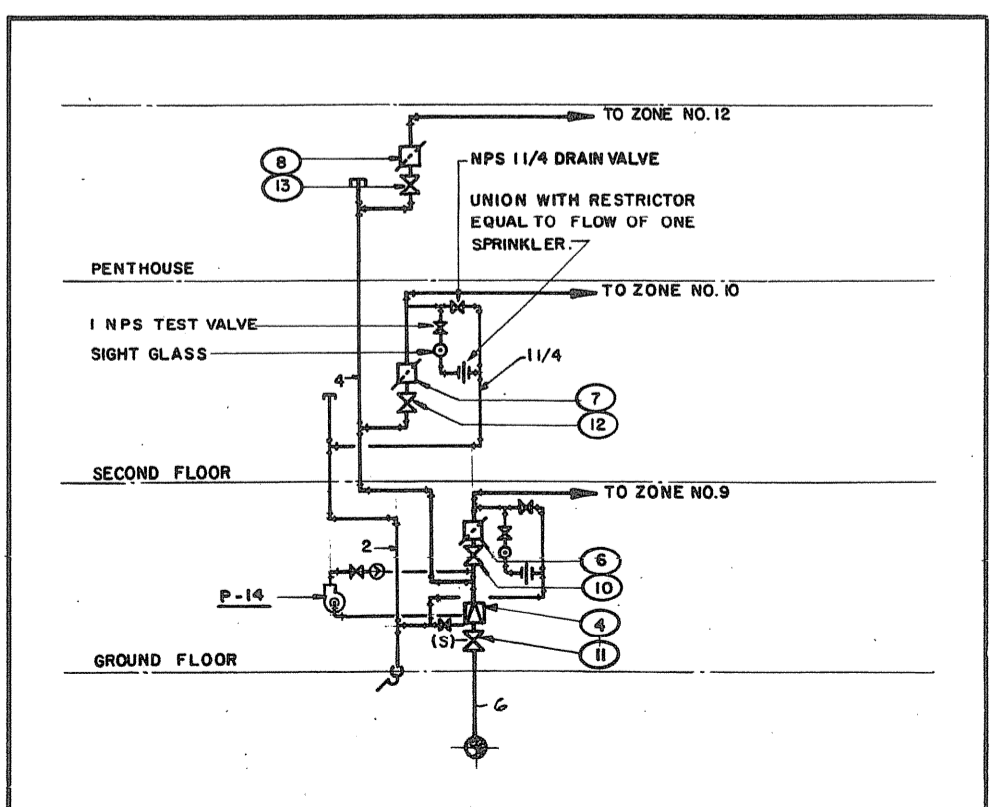 TO ZONE NO. 12
8
13
NPS 1 1/4 DRAIN VALVE
UNION WITH RESTRICTOR
EQUAL TO FLOW OF ONE
SPRINKLER.
PENTHOUSE
TO ZONE NO. 10
1 NPS TEST VALVE
SIGHT GLASS
1 1/4
4
7
12
SECOND FLOOR
TO ZONE NO. 9
2
6
10
P-14
4
(S)
11
GROUND FLOOR
6